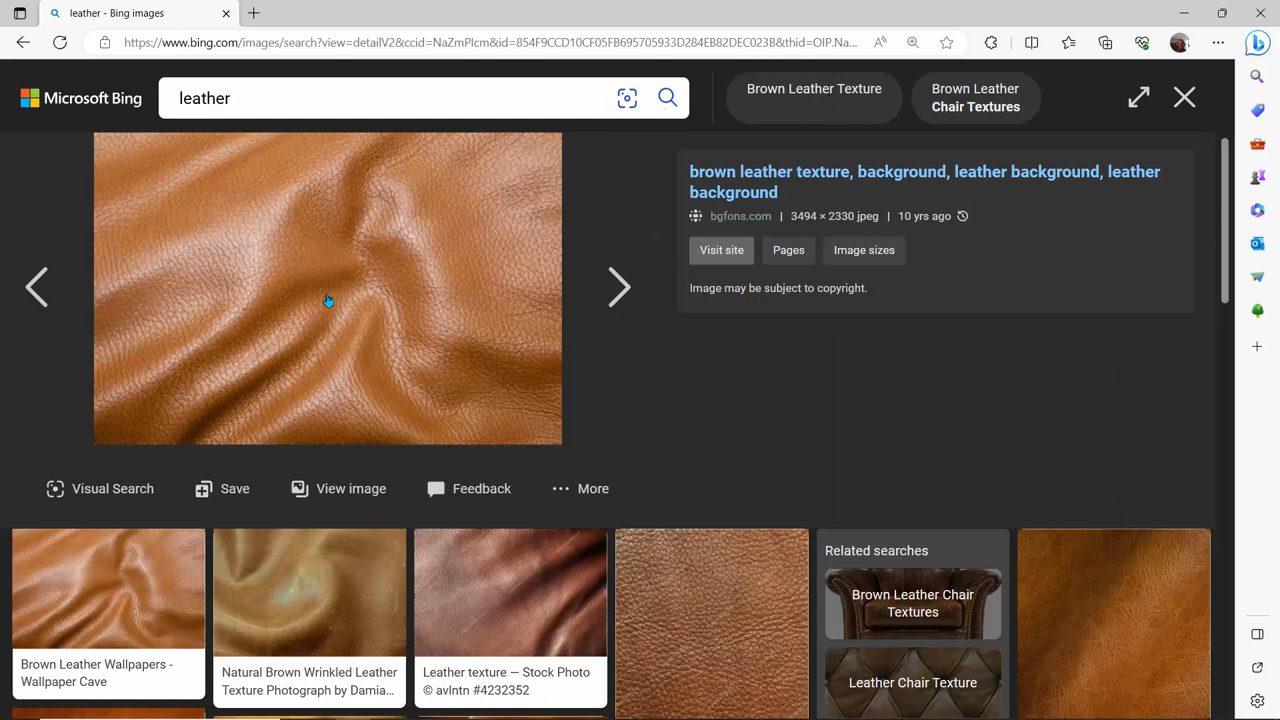 leather - Bing images
https://www.bing.com/images/search?view=detailV2&ccid=NaZmPlcm&id=854F9CCD10CF05FB695705933D284EB82DEC023B&thid=OIP.Na...
Microsoft Bing
leather
Brown Leather Texture
Brown Leather
Chair Textures
brown leather texture, background, leather background, leather
background
bgfons.com | 3494 × 2330 jpeg | 10 yrs ago
Visit site
Pages
Image sizes
Image may be subject to copyright.
Visual Search
Save
View image
Feedback
More
Brown Leather Wallpapers -
Wallpaper Cave
Natural Brown Wrinkled Leather
Texture Photograph by Damia...
Leather texture — Stock Photo
© avlntn #4232352
Related searches
Brown Leather Chair
Textures
Leather Chair Texture